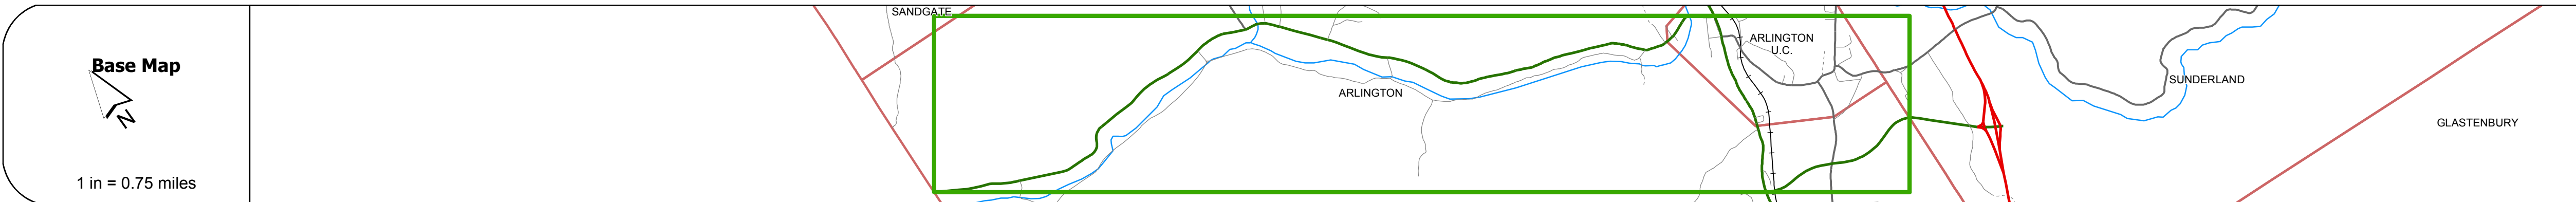 Base Map
N
1 in = 0.75 miles
SANDGATE
ARLINGTON
ARLINGTON
U.C.
SUNDERLAND
GLASTENBURY